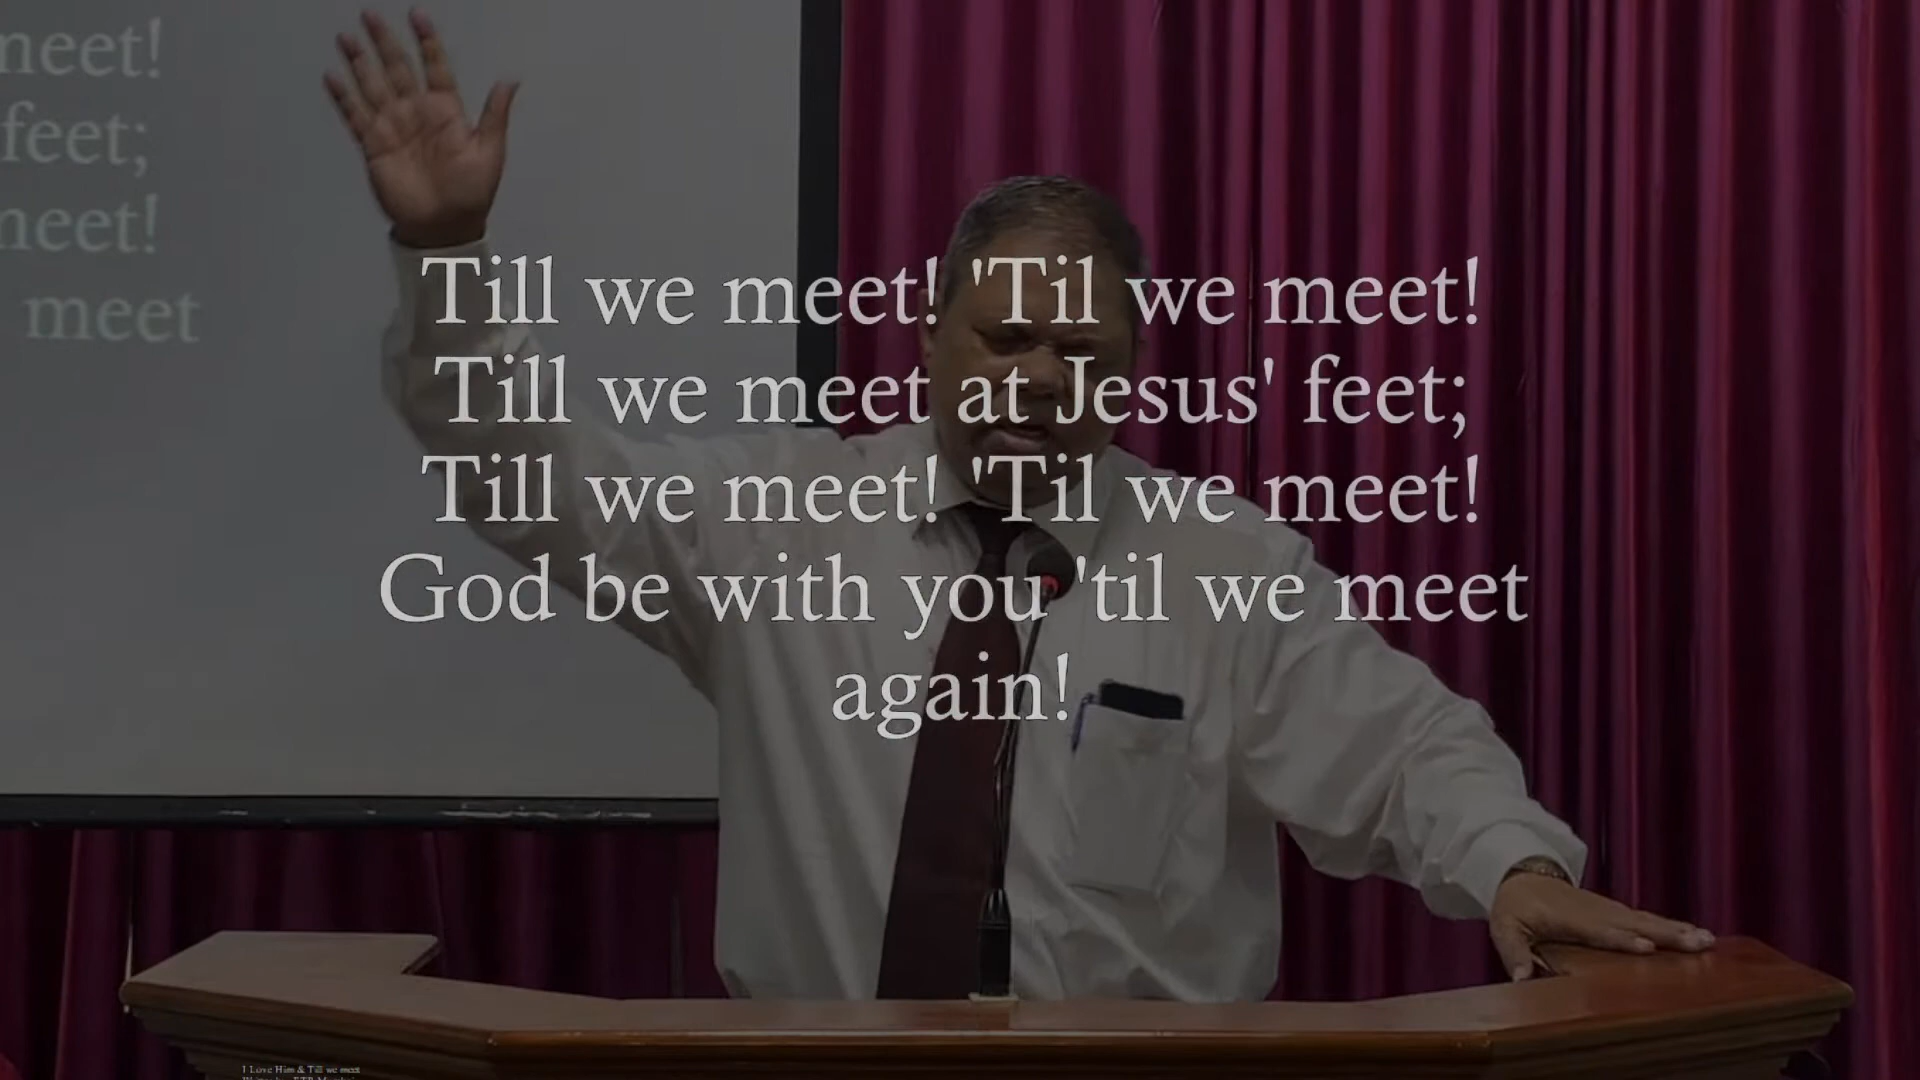 meet!
feet;
meet!
meet
Till we meet! 'Til we meet!
Till we meet at Jesus' feet;
Till we meet! 'Til we meet!
God be with you 'til we meet
again!
I Love Him & Till we meet